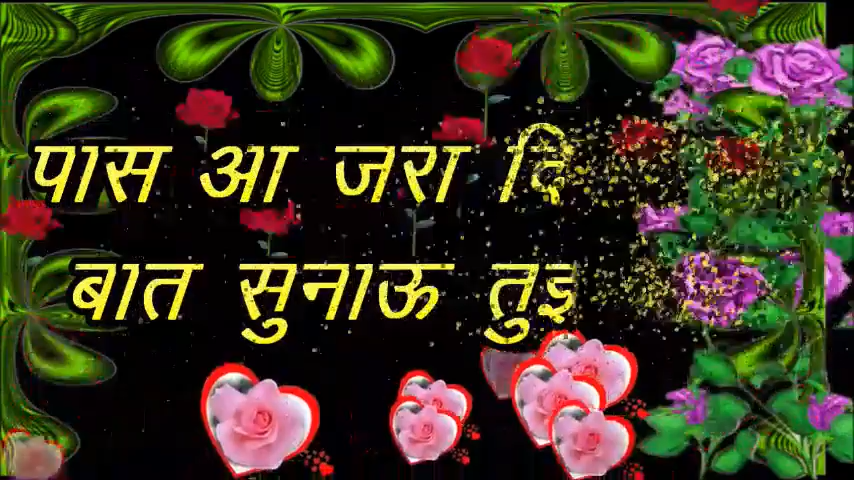 पास आ जरा दि
बात सुनाऊ तुइ